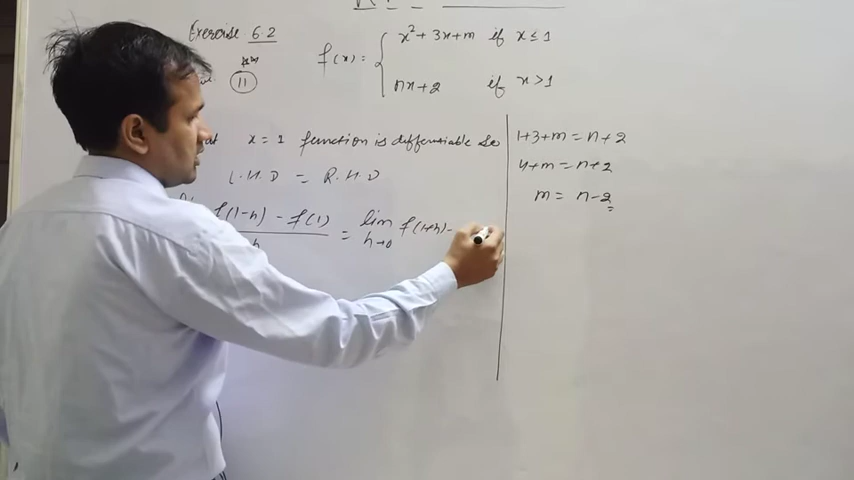 Exercise 6.2
11
f(x) = { x² + 3x + m if x ≤ 1
nx + 2 if x > 1
at x = 1 function is differentiable So
L.H.D = R.H.D
f(1-h) - f(1) / h = lim h→0 f(1+h) -
1+3+m = n+2
4+m = n+2
m = n-2